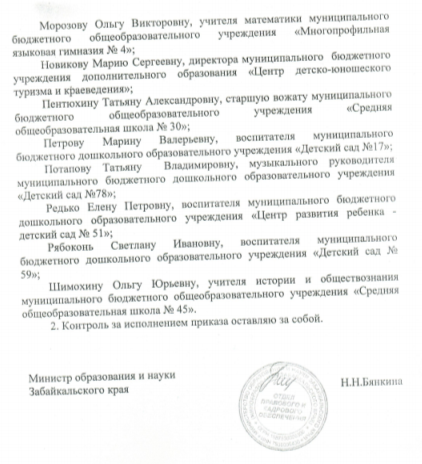 Морозову Ольгу Викторовну, учителя математики муниципального
бюджетного общеобразовательного учреждения «Многопрофильная
языковая гимназия № 4»;
Новикову Марию Сергеевну, директора муниципального бюджетного
учреждения дополнительного образования «Центр детско-юношеского
туризма и краеведения»;
Пентюхину Татьяну Александровну, старшую вожату муниципального
бюджетного общеобразовательного учреждения «Средняя
общеобразовательная школа № 30»;
Петрову Марину Валерьевну, воспитателя муниципального
бюджетного дошкольного образовательного учреждения «Детский сад №17»;
Потапову Татьяну Владимировну, музыкального руководителя
муниципального бюджетного дошкольного образовательного учреждения
«Детский сад №78»;
Редько Елену Петровну, воспитателя муниципального бюджетного
дошкольного образовательного учреждения «Центр развития ребенка -
детский сад № 51»;
Рябоконь Светлану Ивановну, воспитателя муниципального
бюджетного дошкольного образовательного учреждения «Детский сад №
59»;
Шимохину Ольгу Юрьевну, учителя истории и обществознания
муниципального бюджетного общеобразовательного учреждения «Средняя
общеобразовательная школа № 45».
2. Контроль за исполнением приказа оставляю за собой.
Министр образования и науки
Забайкальского края
Н.Н.Бянкина
ОТДЕЛ
ПРАВОВОГО И
КАДРОВОГО
ОБЕСПЕЧЕНИЯ